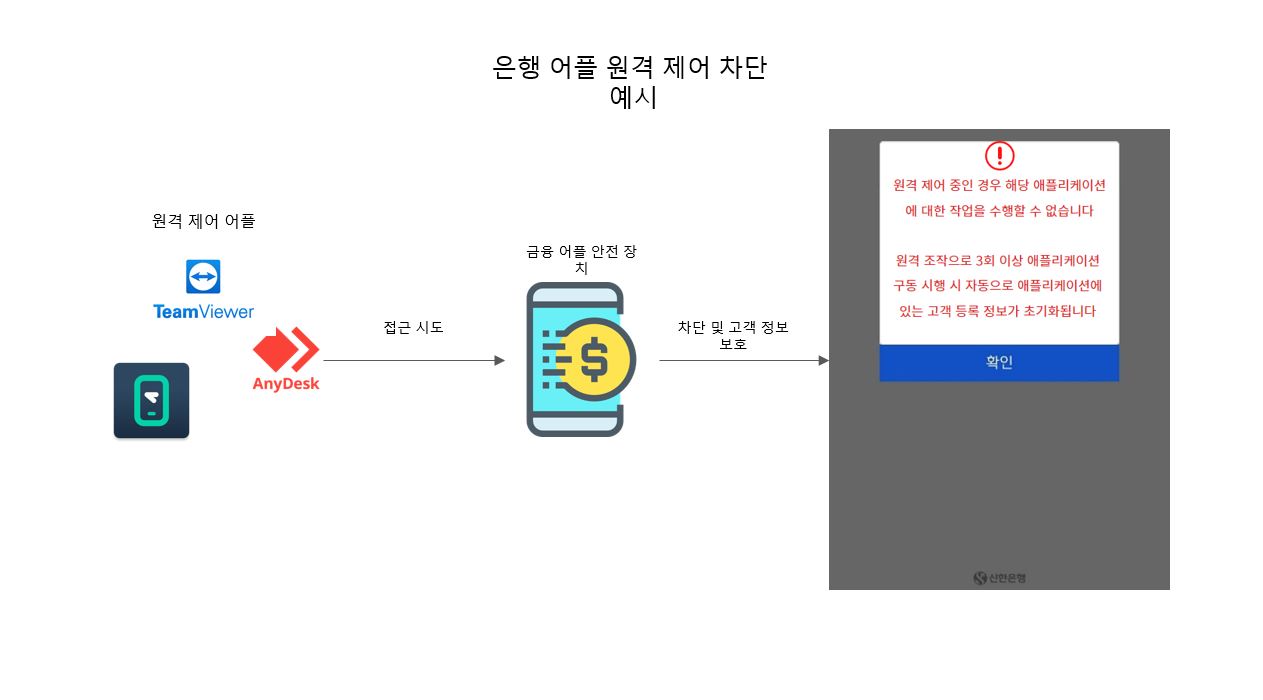 은행 어플 원격 제어 차단
예시
원격 제어 어플
TeamViewer
AnyDesk
접근 시도
금융 어플 안전 장
치
차단 및 고객 정보
보호
원격 제어 중인 경우 해당 애플리케이션
에 대한 작업을 수행할 수 없습니다
원격 조작으로 3회 이상 애플리케이션
구동 시행 시 자동으로 애플리케이션에
있는 고객 등록 정보가 초기화됩니다
확인
신한은행